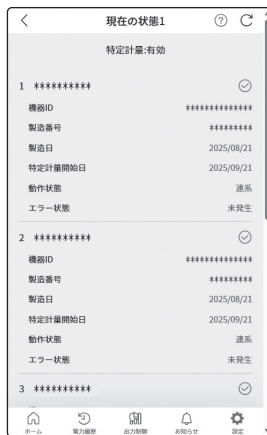 現在の状態1
特定計量:有効
1 **********
機器ID **************
製造番号 *********
製造日 2025/08/21
特定計量開始日 2025/09/21
動作状態 連系
エラー状態 未発生
2 **********
機器ID **************
製造番号 *********
製造日 2025/08/21
特定計量開始日 2025/09/21
動作状態 連系
エラー状態 未発生
3 **********
ホーム 電力履歴 出力制御 お知らせ 設定